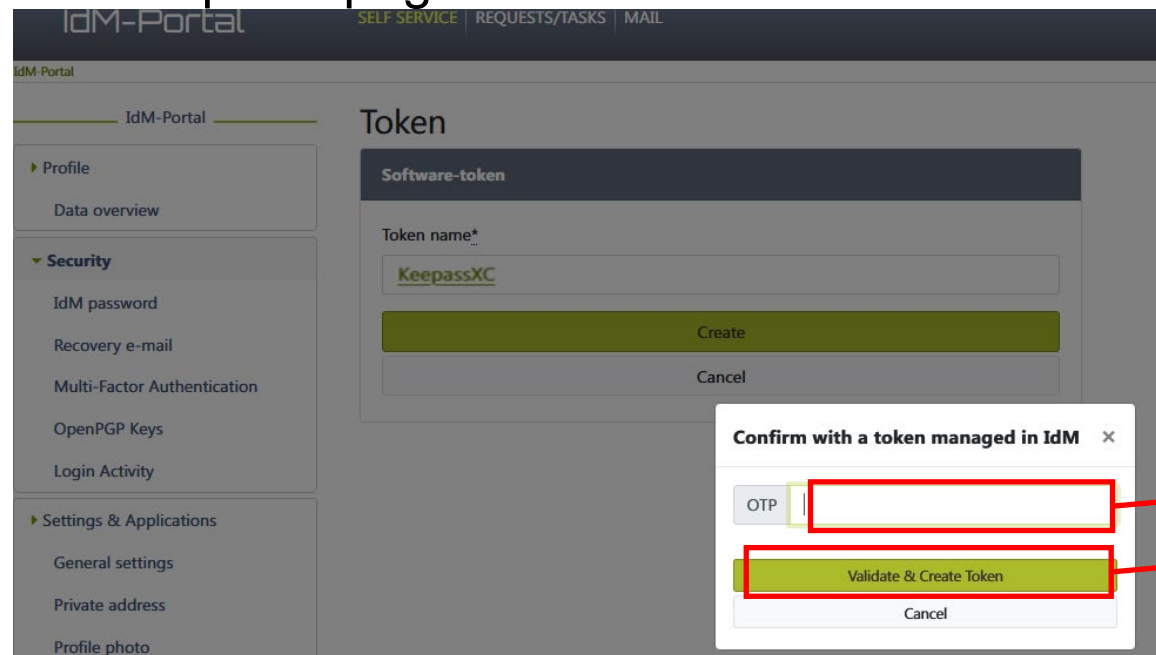 IdM-Portal
SELF SERVICE REQUESTS/TASKS MAIL
IdM-Portal
IdM-Portal
Profile
Data overview
Security
IdM password
Recovery e-mail
Multi-Factor Authentication
OpenPGP Keys
Login Activity
Settings & Applications
General settings
Private address
Profile photo
Token
Software-token
Token name*
KeepassXC
Create
Cancel
Confirm with a token managed in IdM ×
OTP
Validate & Create Token
Cancel